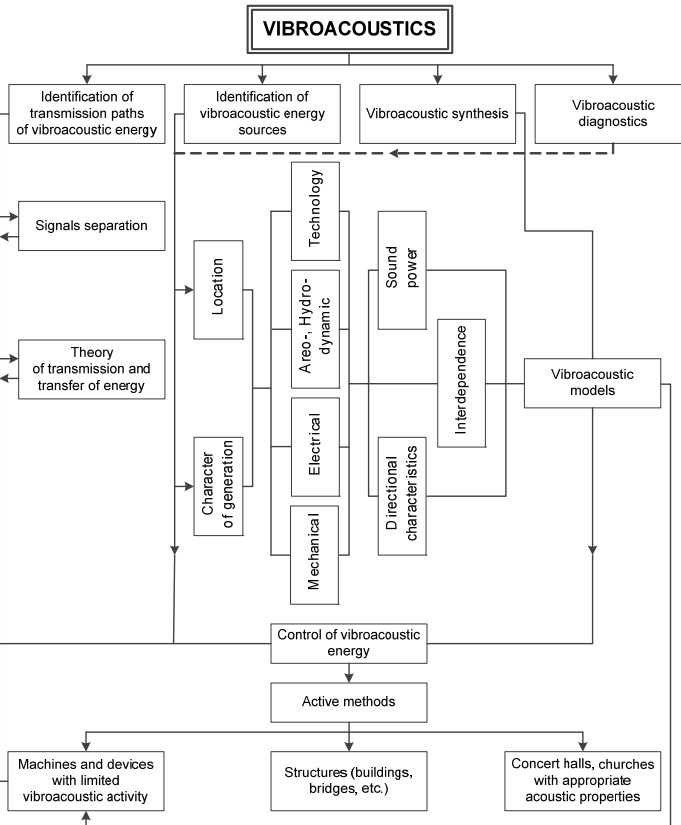 VIBROACOUSTICS
Identification of
transmission paths
of vibroacoustic energy
Identification of
vibroacoustic energy
sources
Vibroacoustic synthesis
Vibroacoustic
diagnostics
Signals separation
Theory
of transmission and
transfer of energy
Location
Character
of generation
Technology
Areo-, Hydro-
dynamic
Electrical
Mechanical
Sound
power
Directional
characteristics
Interdependence
Vibroacoustic
models
Control of vibroacoustic
energy
Active methods
Machines and devices
with limited
vibroacoustic activity
Structures (buildings,
bridges, etc.)
Concert halls, churches
with appropriate
acoustic properties